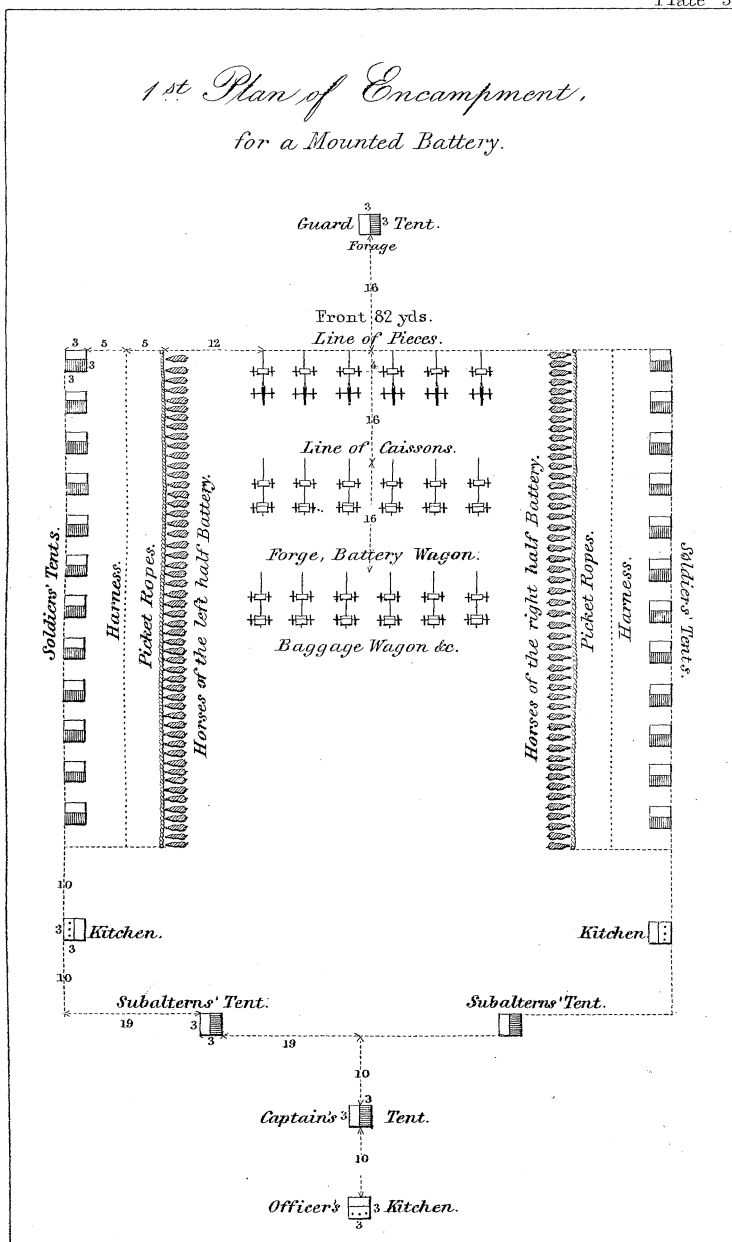 Plate
1st. Plan of Encampment.
for a Mounted Battery.
3
Guard 3 Tent.
Forage
16
Front 82 yds.
Line of Pieces.
3 5 5 12
3
3
4
16
Line of Caissons.
16
Forge, Battery Wagon.
Baggage Wagon &c.
Soldiers' Tents.
Harness.
Picket Ropes.
Horses of the left half Battery.
Horses of the right half Battery.
Picket Ropes.
Harness.
Soldiers' Tents.
10
3 Kitchen.
3
Kitchen
10
Subalterns' Tent.
Subalterns' Tent.
19 3
3 19
10
3
Captain's 3 Tent.
10
Officer's 3 Kitchen.
3